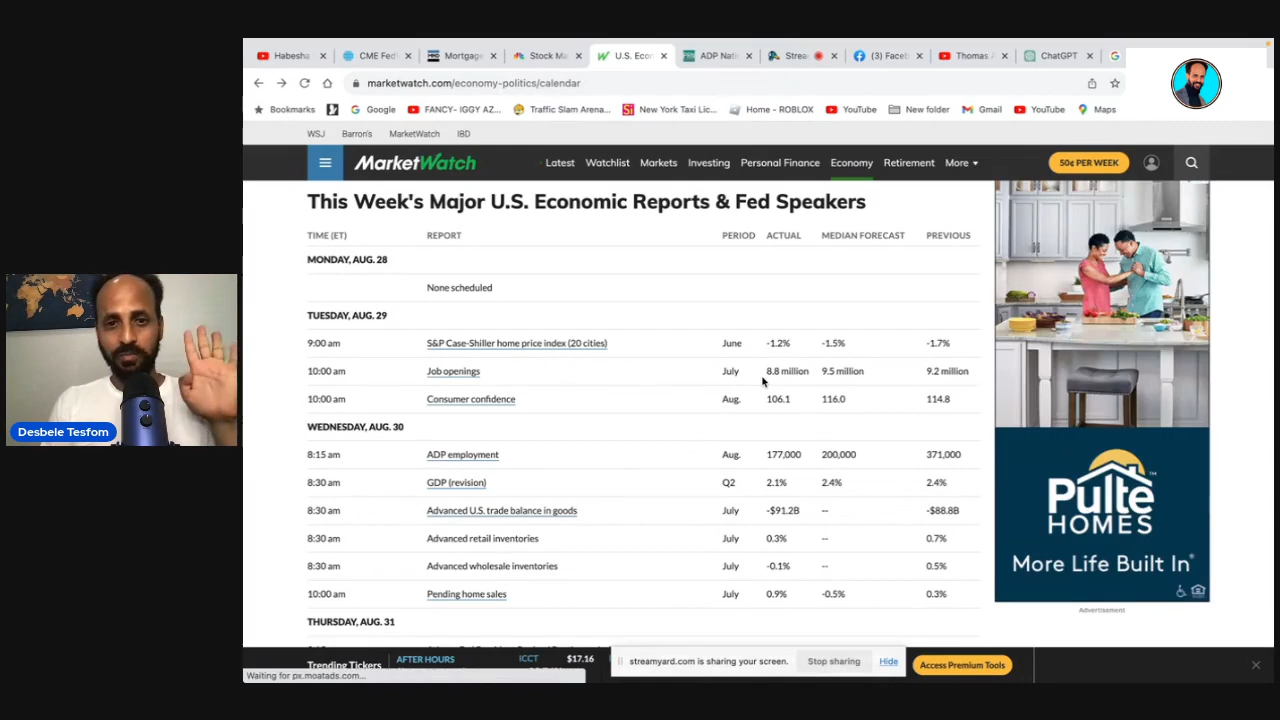 Habesha
CME Fed
Mortgage
Stock Ma
U.S. Econ
ADP Nati
Strea
(3) Faceb
Thomas
ChatGPT
marketwatch.com/economy-politics/calendar
Bookmarks
Google
FANCY- IGGY AZ...
Traffic Slam Arena...
New York Taxi Lic...
Home - ROBLOX
YouTube
New folder
Gmail
YouTube
Maps
WSJ Barron's MarketWatch IBD
MarketWatch
Latest Watchlist Markets Investing Personal Finance Economy Retirement More
50¢ PER WEEK
This Week's Major U.S. Economic Reports & Fed Speakers
TIME (ET) REPORT PERIOD ACTUAL MEDIAN FORECAST PREVIOUS
MONDAY, AUG. 28
None scheduled
TUESDAY, AUG. 29
9:00 am S&P Case-Shiller home price index (20 cities) June -1.2% -1.5% -1.7%
10:00 am Job openings July 8.8 million 9.5 million 9.2 million
10:00 am Consumer confidence Aug. 106.1 116.0 114.8
WEDNESDAY, AUG. 30
8:15 am ADP employment Aug. 177,000 200,000 371,000
8:30 am GDP (revision) Q2 2.1% 2.4% 2.4%
8:30 am Advanced U.S. trade balance in goods July -$91.2B -- -$88.8B
8:30 am Advanced retail inventories July 0.3% -- 0.7%
8:30 am Advanced wholesale inventories July -0.1% -- 0.5%
10:00 am Pending home sales July 0.9% -0.5% 0.3%
THURSDAY, AUG. 31
Desbele Tesfom
Pulte
HOMES
More Life Built In
Advertisement
Trending Tickers
AFTER HOURS
ICCT $17.16
streamyard.com is sharing your screen.
Stop sharing
Hide
Access Premium Tools
Waiting for px.moatads.com...